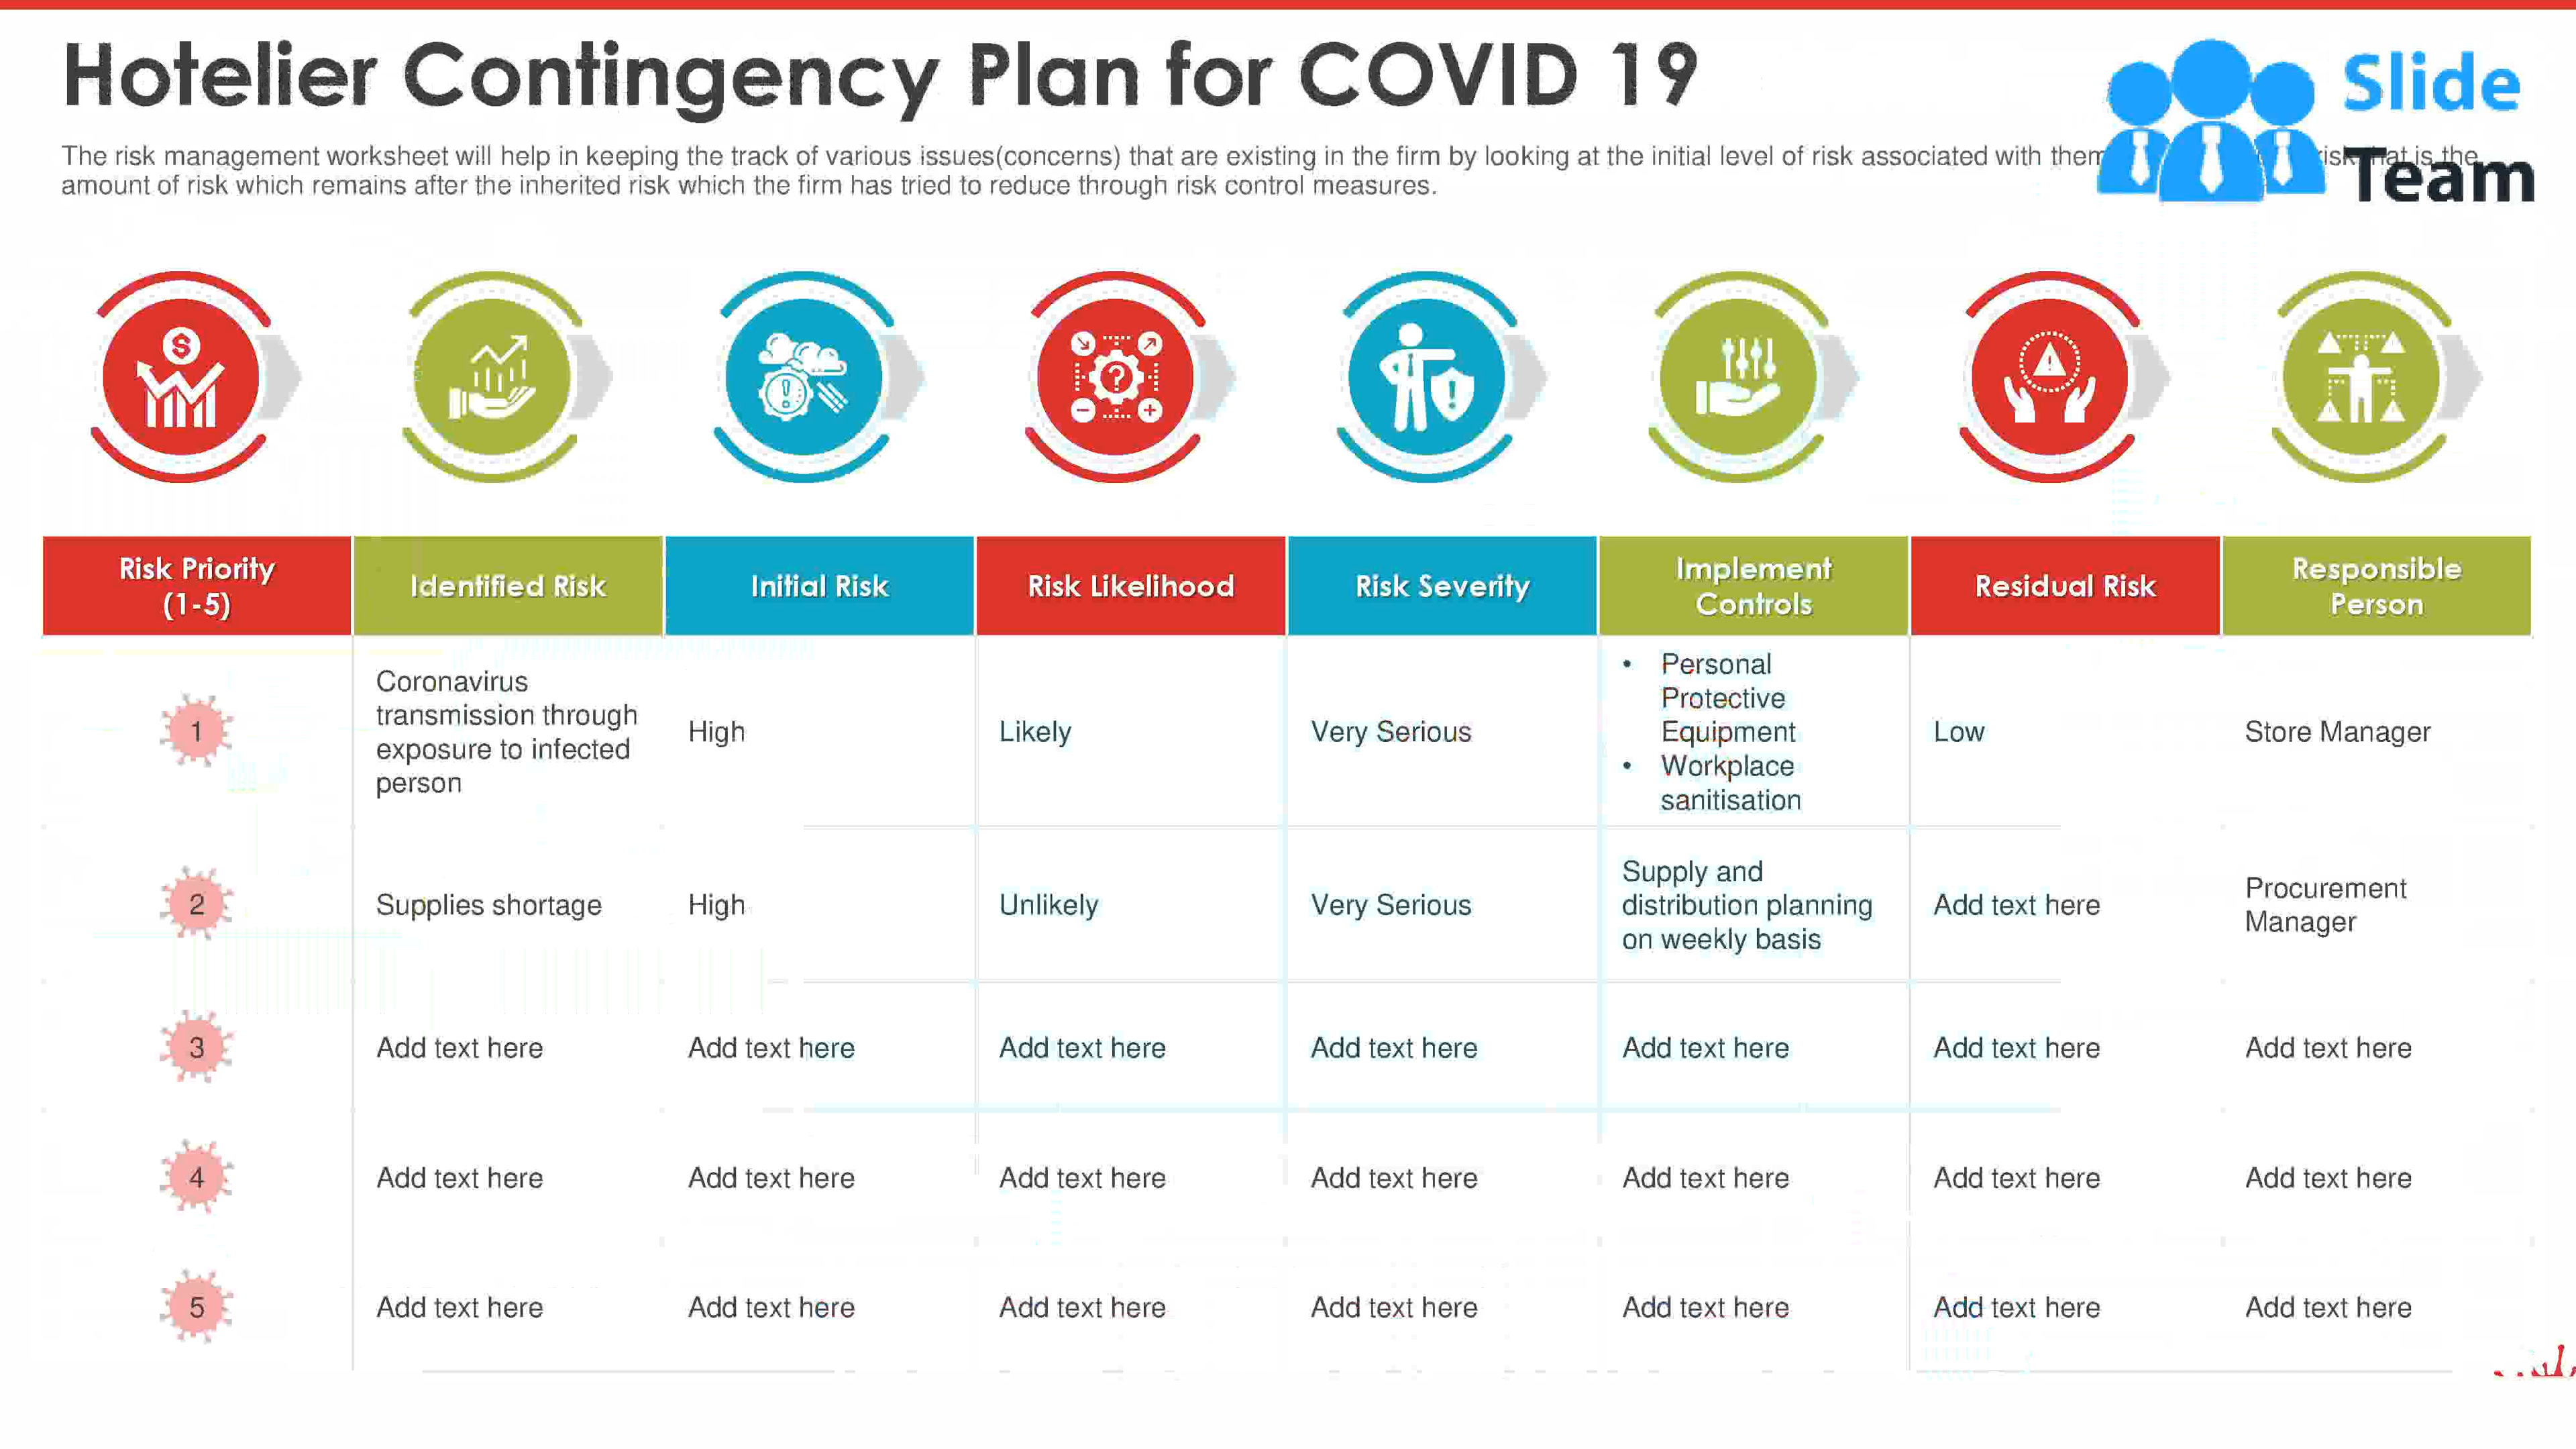 Hotelier Contingency Plan for COVID 19
Slide
Team
The risk management worksheet will help in keeping the track of various issues(concerns) that are existing in the firm by looking at the initial level of risk associated with them that is the
amount of risk which remains after the inherited risk which the firm has tried to reduce through risk control measures.
$
?
Risk Priority
(1-5)
Identified Risk
Initial Risk
Risk Likelihood
Risk Severity
Implement
Controls
Residual Risk
Responsible
Person
1
Coronavirus
transmission through
exposure to infected
person
High
Likely
Very Serious
• Personal
Protective
Equipment
• Workplace
sanitisation
Low
Store Manager
2
Supplies shortage
High
Unlikely
Very Serious
Supply and
distribution planning
on weekly basis
Add text here
Procurement
Manager
3
Add text here
Add text here
Add text here
Add text here
Add text here
Add text here
Add text here
4
Add text here
Add text here
Add text here
Add text here
Add text here
Add text here
Add text here
5
Add text here
Add text here
Add text here
Add text here
Add text here
Add text here
Add text here